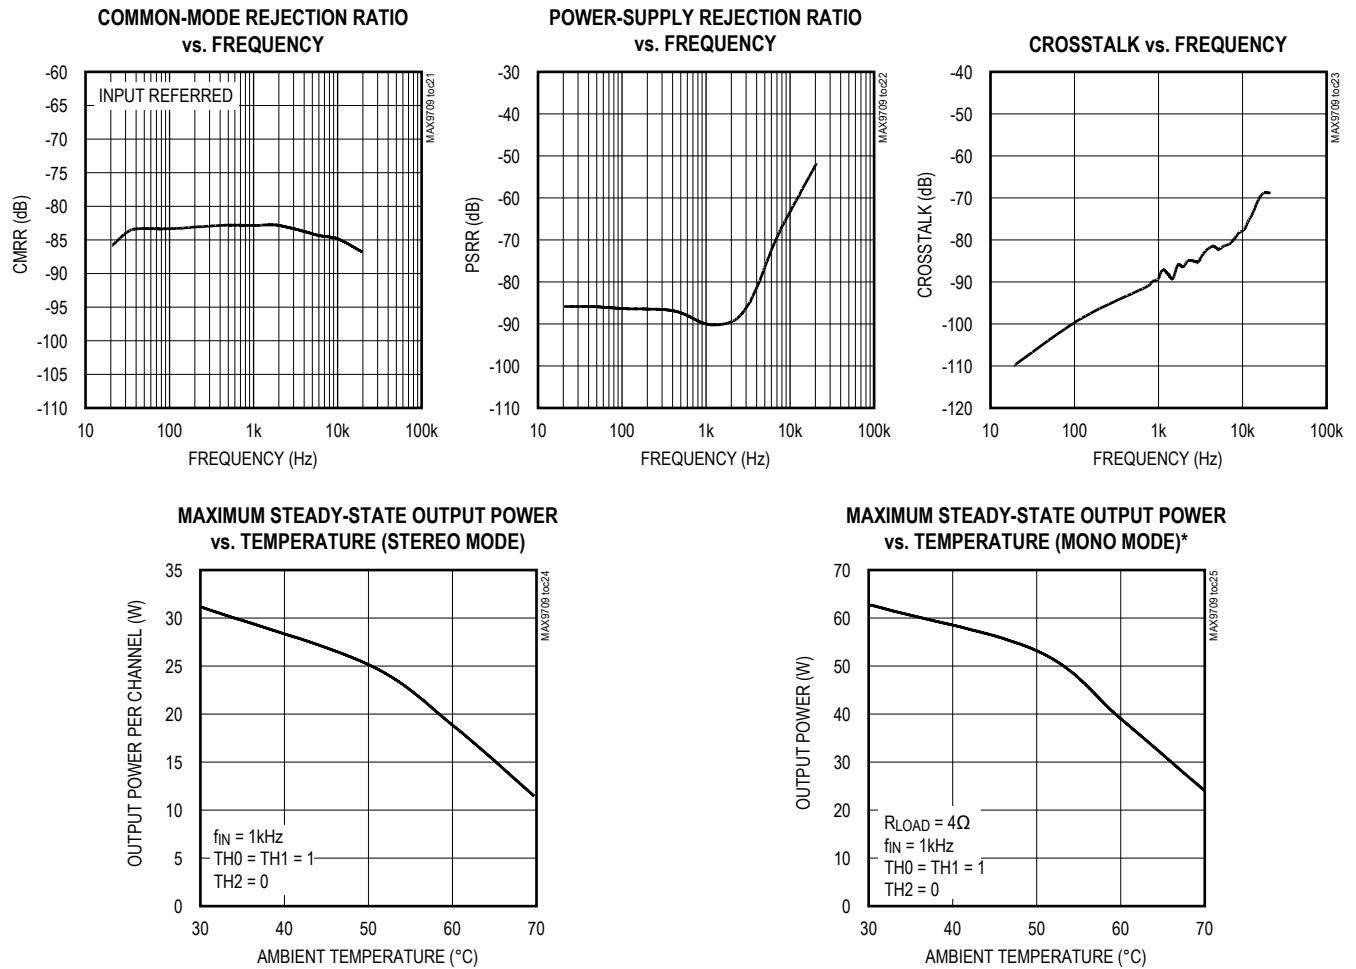 COMMON-MODE REJECTION RATIO
vs. FREQUENCY
-60
-65
-70
-75
-80
-85
-90
-95
-100
-105
-110
CMRR (dB)
INPUT REFERRED
MAX9709 toc21
10
100
1k
10k
100k
FREQUENCY (Hz)
POWER-SUPPLY REJECTION RATIO
vs. FREQUENCY
-30
-40
-50
-60
-70
-80
-90
-100
-110
PSRR (dB)
MAX9709 toc22
10
100
1k
10k
100k
FREQUENCY (Hz)
CROSSTALK vs. FREQUENCY
-40
-50
-60
-70
-80
-90
-100
-110
-120
CROSSTALK (dB)
MAX9709 toc23
10
100
1k
10k
100k
FREQUENCY (Hz)
MAXIMUM STEADY-STATE OUTPUT POWER
vs. TEMPERATURE (STEREO MODE)
35
30
25
20
15
10
5
0
OUTPUT POWER PER CHANNEL (W)
MAX9709 toc24
fIN = 1kHz
TH0 = TH1 = 1
TH2 = 0
30
40
50
60
70
AMBIENT TEMPERATURE (°C)
MAXIMUM STEADY-STATE OUTPUT POWER
vs. TEMPERATURE (MONO MODE)*
70
60
50
40
30
20
10
0
OUTPUT POWER (W)
MAX9709 toc25
RLOAD = 4Ω
fIN = 1kHz
TH0 = TH1 = 1
TH2 = 0
30
40
50
60
70
AMBIENT TEMPERATURE (°C)